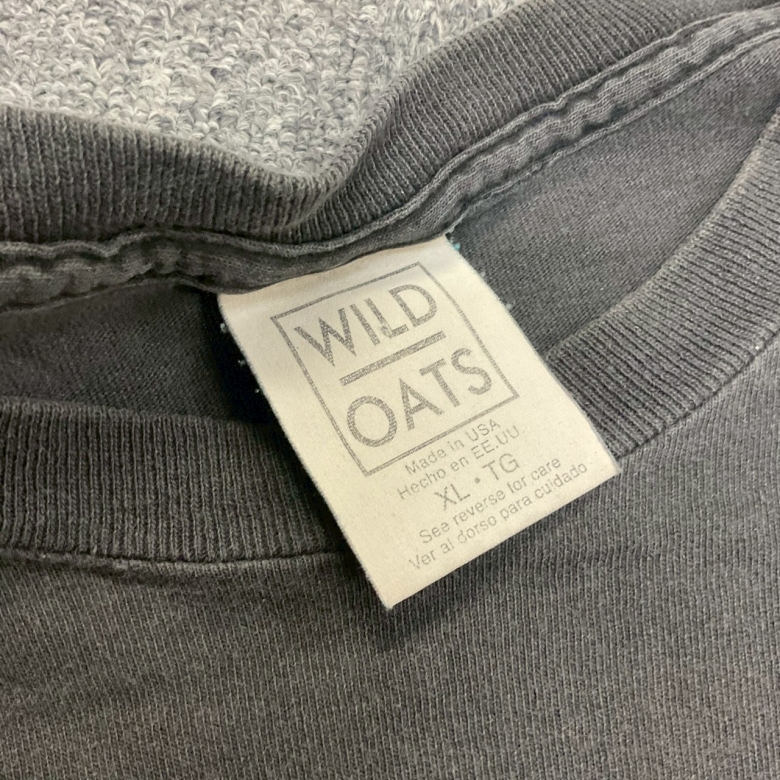 WILD
OATS
Made in USA
Hecho en EE.UU.
XL • TG
See reverse for care
Ver al dorso para cuidado